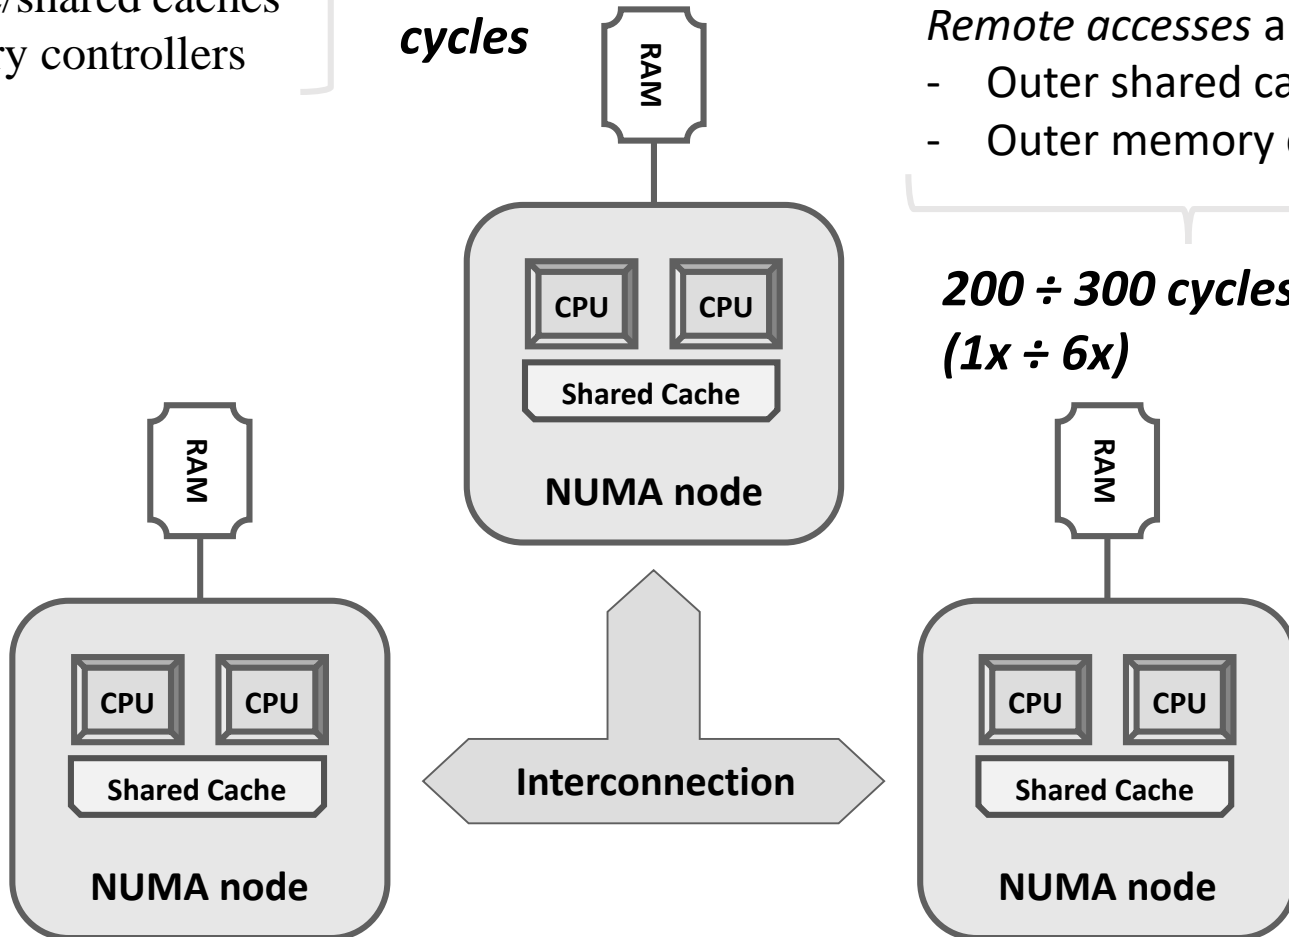 /shared caches
ry controllers
cycles
Remote accesses a
- Outer shared ca
- Outer memory
200 ÷ 300 cycles
(1x ÷ 6x)
RAM
CPU CPU
Shared Cache
NUMA node
RAM
CPU CPU
Shared Cache
NUMA node
RAM
CPU CPU
Shared Cache
NUMA node
Interconnection